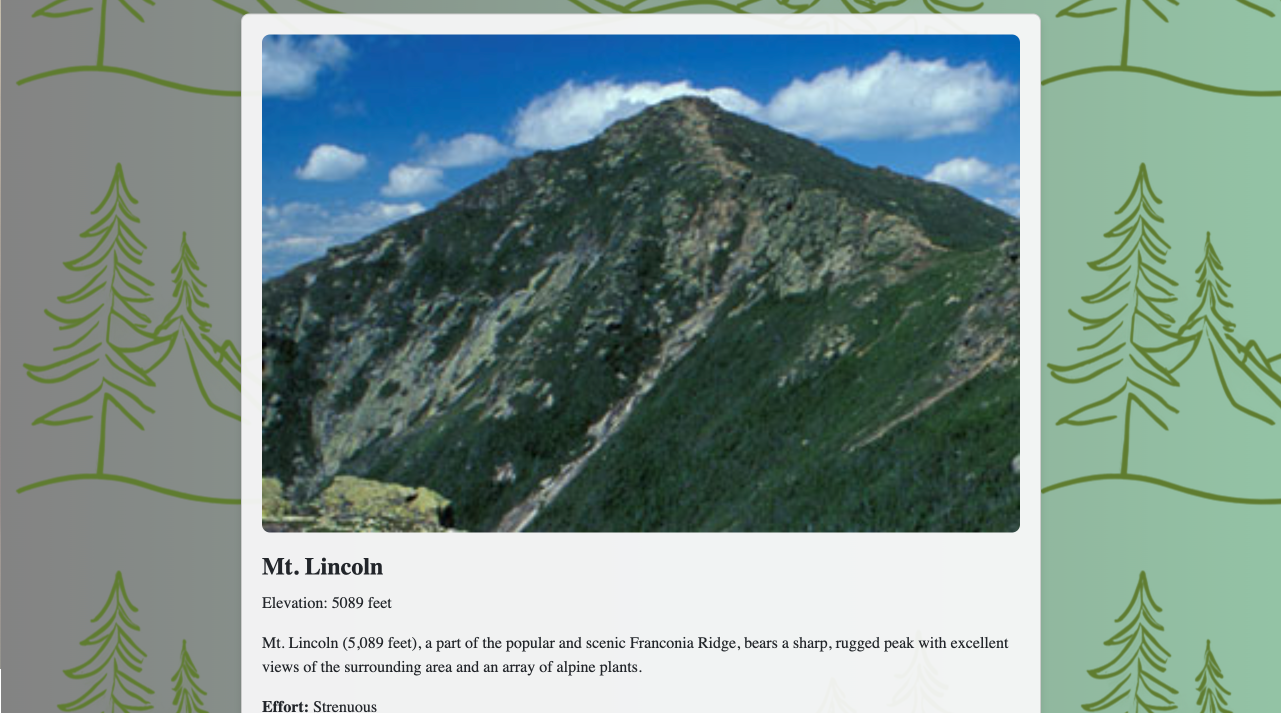 Mt. Lincoln
Elevation: 5089 feet
Mt. Lincoln (5,089 feet), a part of the popular and scenic Franconia Ridge, bears a sharp, rugged peak with excellent
views of the surrounding area and an array of alpine plants.
Effort: Strenuous